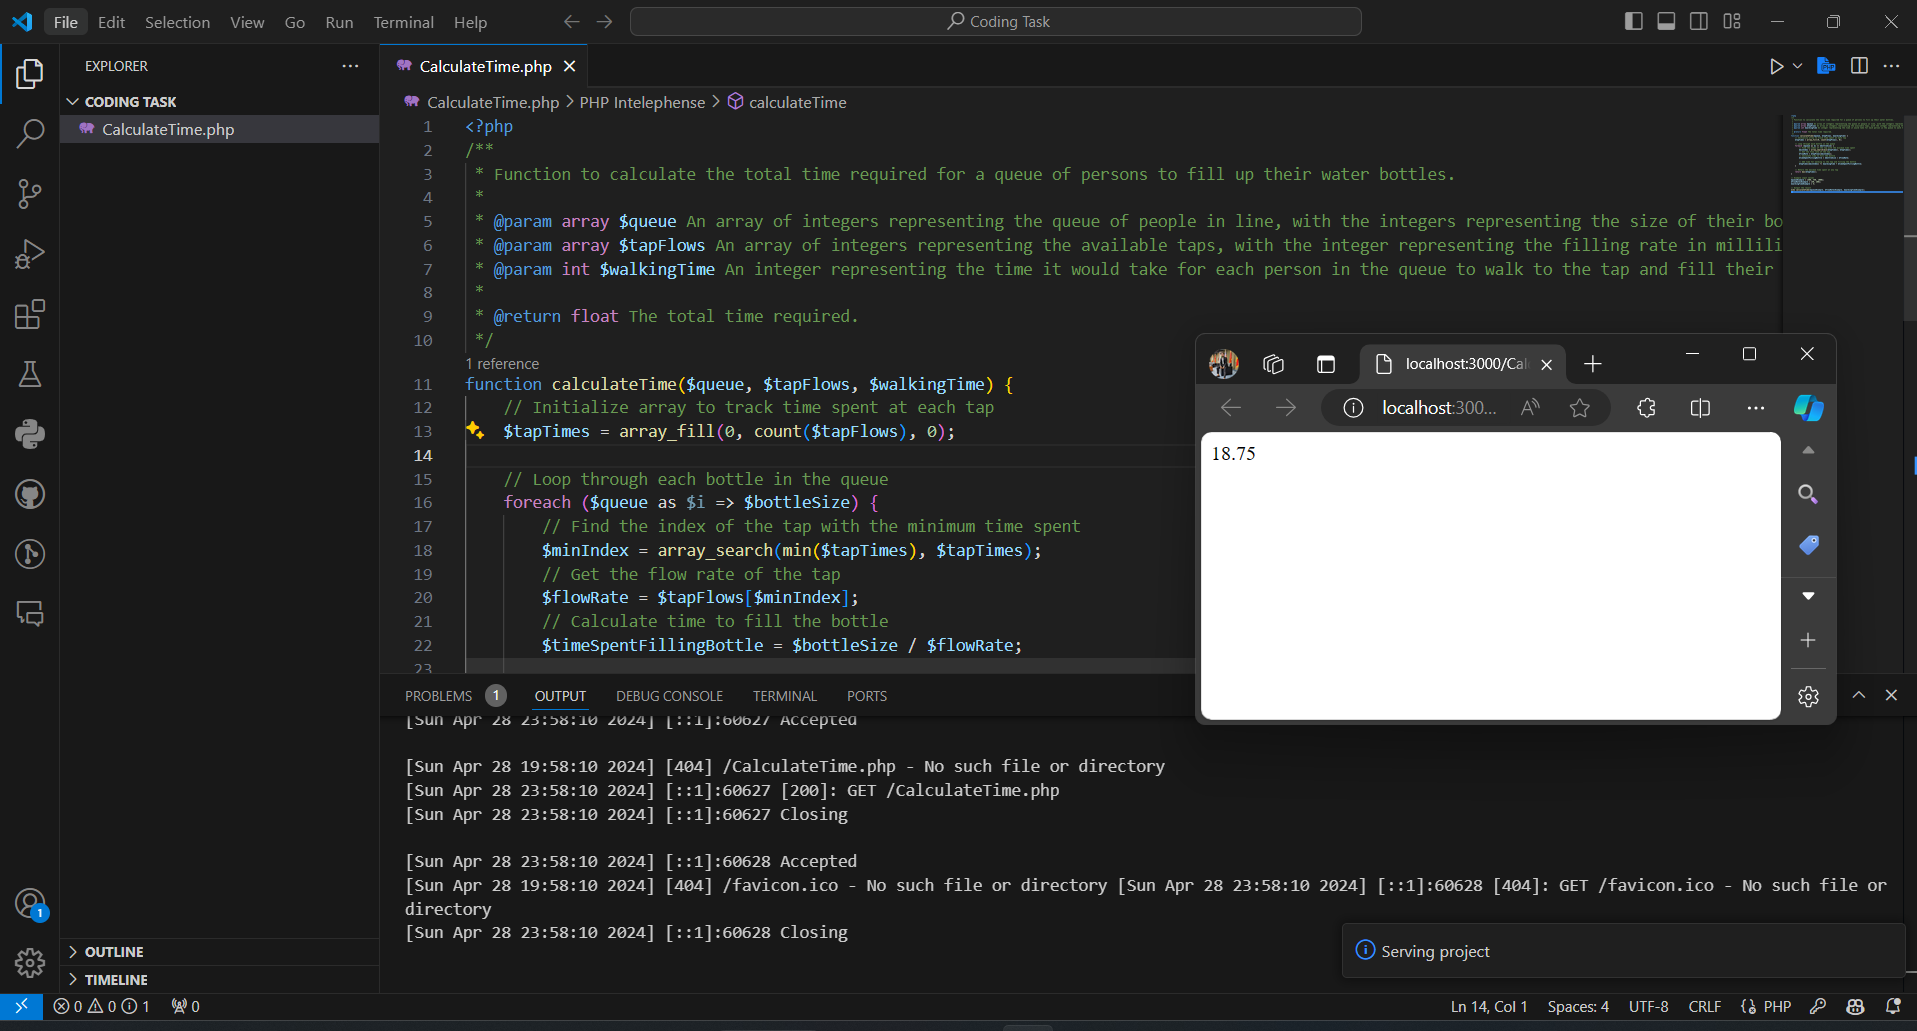 File Edit Selection View Go Run Terminal Help
Coding Task
EXPLORER
CODING TASK
CalculateTime.php
OUTLINE
TIMELINE
CalculateTime.php
CalculateTime.php > PHP Intelephense > calculateTime
1 <?php
2 /**
3 * Function to calculate the total time required for a queue of persons to fill up their water bottles.
4 *
5 * @param array $queue An array of integers representing the queue of people in line, with the integers representing the size of their bo
6 * @param array $tapFlows An array of integers representing the available taps, with the integer representing the filling rate in millili
7 * @param int $walkingTime An integer representing the time it would take for each person in the queue to walk to the tap and fill their
8 *
9 * @return float The total time required.
10 */
1 reference
11 function calculateTime($queue, $tapFlows, $walkingTime) {
12 // Initialize array to track time spent at each tap
13 $tapTimes = array_fill(0, count($tapFlows), 0);
14
15 // Loop through each bottle in the queue
16 foreach ($queue as $i => $bottleSize) {
17 // Find the index of the tap with the minimum time spent
18 $minIndex = array_search(min($tapTimes), $tapTimes);
19 // Get the flow rate of the tap
20 $flowRate = $tapFlows[$minIndex];
21 // Calculate time to fill the bottle
22 $timeSpentFillingBottle = $bottleSize / $flowRate;
23
localhost:3000/Cal
localhost:300...
18.75
PROBLEMS 1 OUTPUT DEBUG CONSOLE TERMINAL PORTS
[Sun Apr 28 23:58:10 2024] [::1]:60627 Accepted
[Sun Apr 28 19:58:10 2024] [404] /CalculateTime.php - No such file or directory
[Sun Apr 28 23:58:10 2024] [::1]:60627 [200]: GET /CalculateTime.php
[Sun Apr 28 23:58:10 2024] [::1]:60627 Closing
[Sun Apr 28 23:58:10 2024] [::1]:60628 Accepted
[Sun Apr 28 19:58:10 2024] [404] /favicon.ico - No such file or directory [Sun Apr 28 23:58:10 2024] [::1]:60628 [404]: GET /favicon.ico - No such file or
directory
[Sun Apr 28 23:58:10 2024] [::1]:60628 Closing
Serving project
1
0 0 1 0
Ln 14, Col 1 Spaces: 4 UTF-8 CRLF PHP